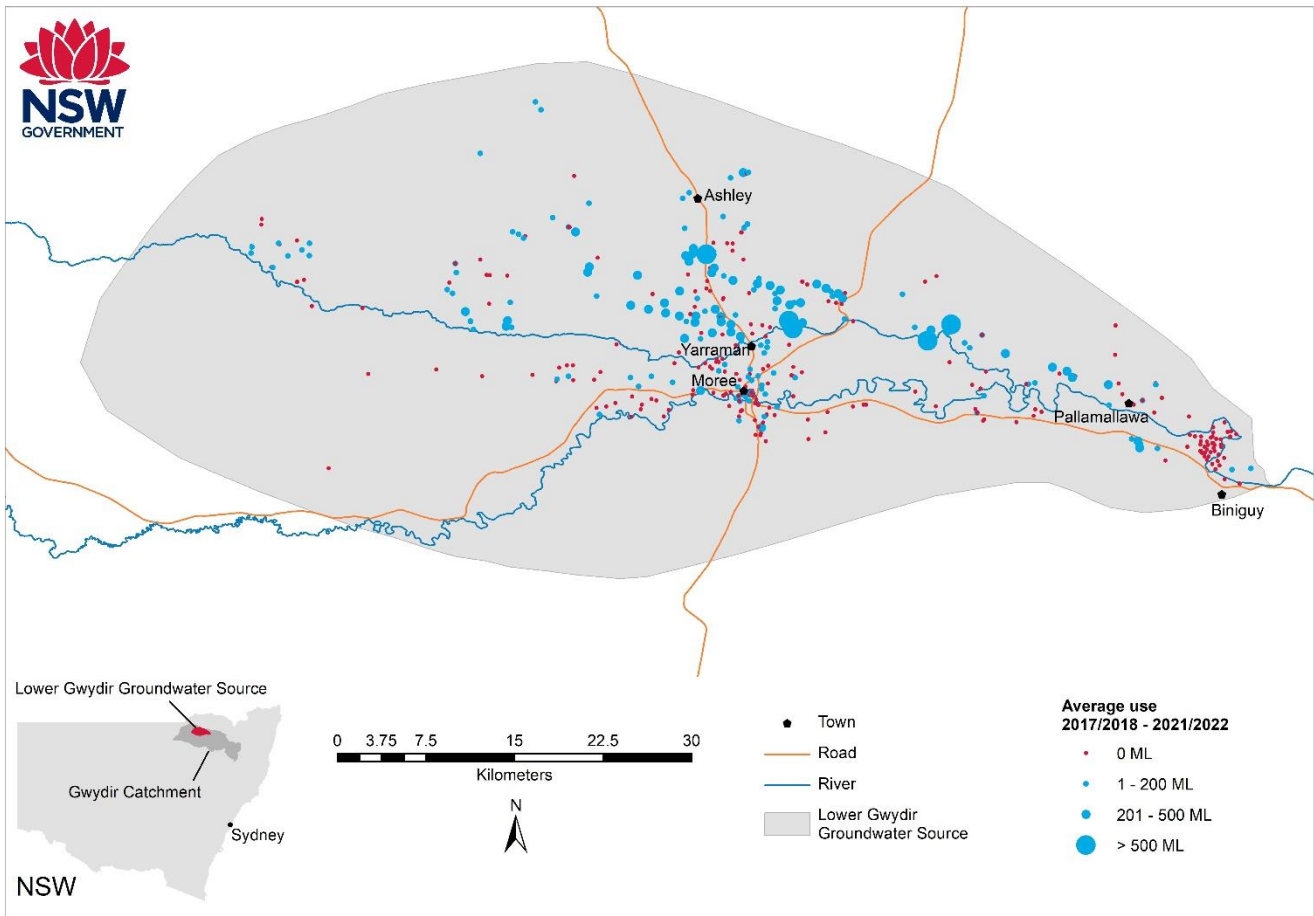 NSW
GOVERNMENT
Ashley
Yarraman
Moree
Pallamallawa
Biniguy
Lower Gwydir Groundwater Source
Gwydir Catchment
Sydney
NSW
0 3.75 7.5 15 22.5 30
Kilometers
N
Town
Road
River
Lower Gwydir
Groundwater Source
Average use
2017/2018 - 2021/2022
0 ML
1 - 200 ML
201 - 500 ML
> 500 ML